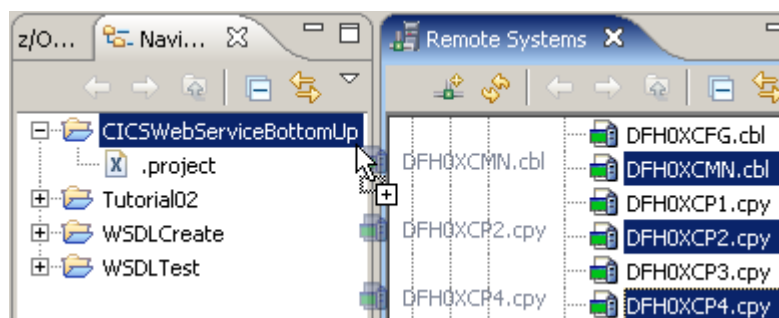 z/O... Navi...
CICSWebServiceBottomUp
.project
Tutorial02
WSDLCreate
WSDLTest
Remote Systems
DFH0XCFG.cbl
DFH0XCMN.cbl DFH0XCMN.cbl
DFH0XCP1.cpy
DFH0XCP2.cpy DFH0XCP2.cpy
DFH0XCP3.cpy
DFH0XCP4.cpy DFH0XCP4.cpy